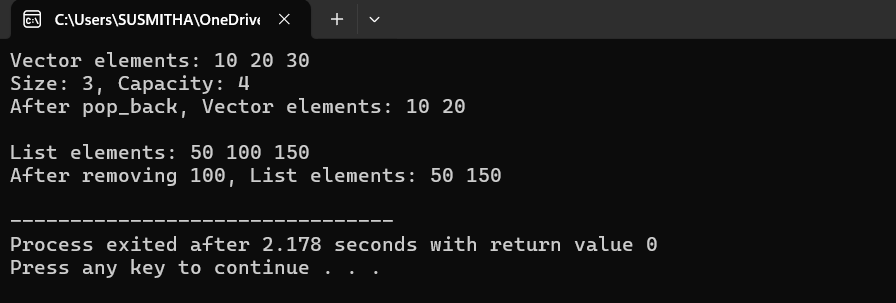 C:\Users\SUSMITHA\OneDrive
Vector elements: 10 20 30
Size: 3, Capacity: 4
After pop_back, Vector elements: 10 20
List elements: 50 100 150
After removing 100, List elements: 50 150
--------------------------------
Process exited after 2.178 seconds with return value 0
Press any key to continue . . .